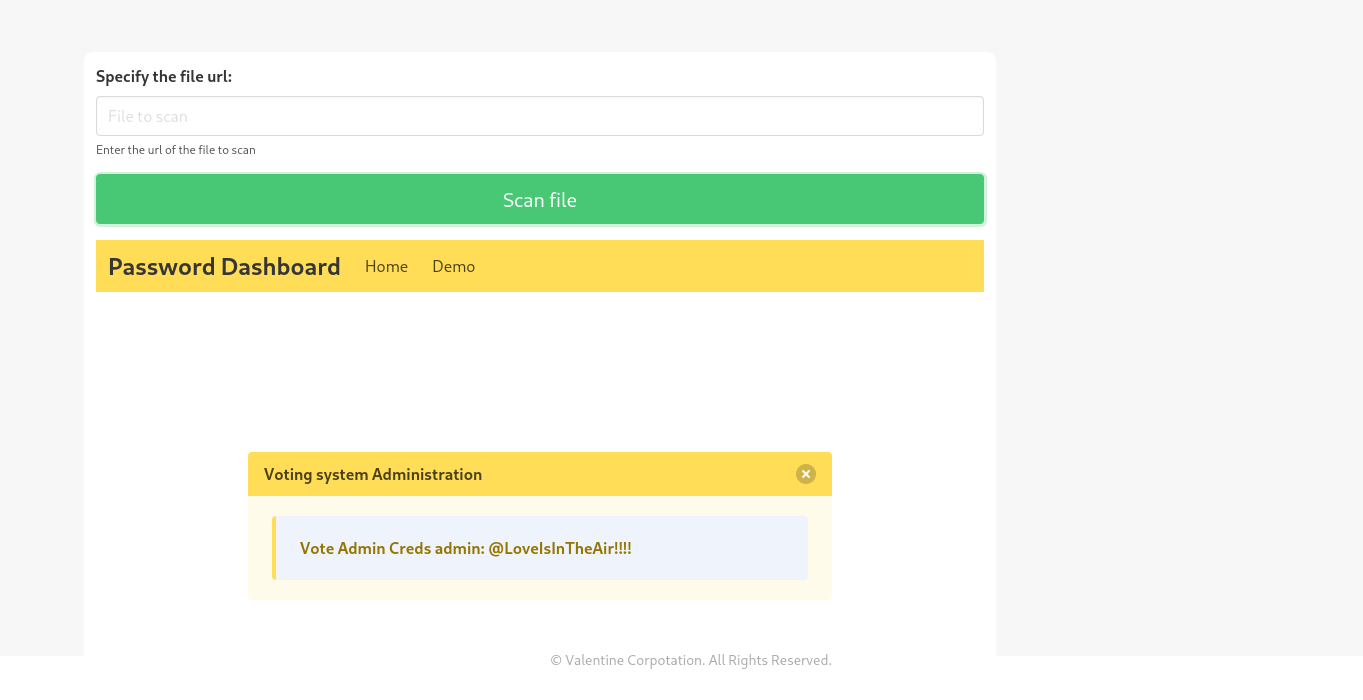 Specify the file url:
File to scan
Enter the url of the file to scan
Scan file
Password Dashboard Home Demo
Voting system Administration
Vote Admin Creds admin: @LoveIsInTheAir!!!!
© Valentine Corpotation. All Rights Reserved.